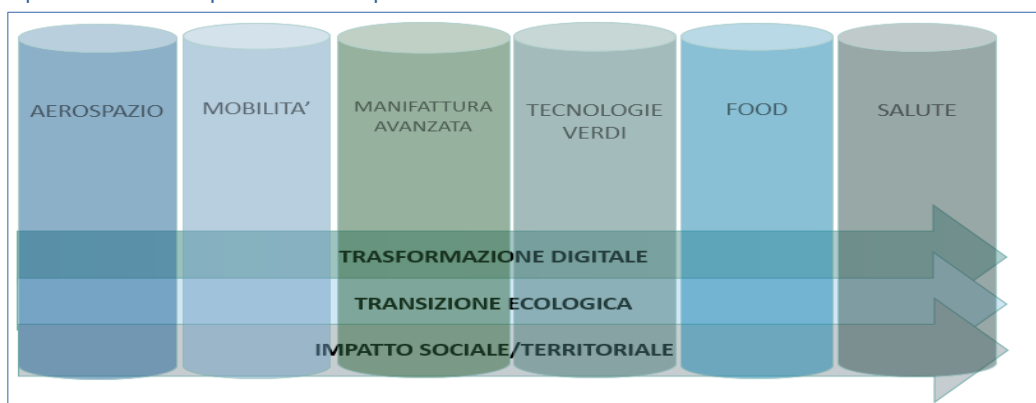 AEROSPAZIO
MOBILITA’
MANIFATTURA
AVANZATA
TECNOLOGIE
VERDI
FOOD
SALUTE
TRASFORMAZIONE DIGITALE
TRANSIZIONE ECOLOGICA
IMPATTO SOCIALE/TERRITORIALE